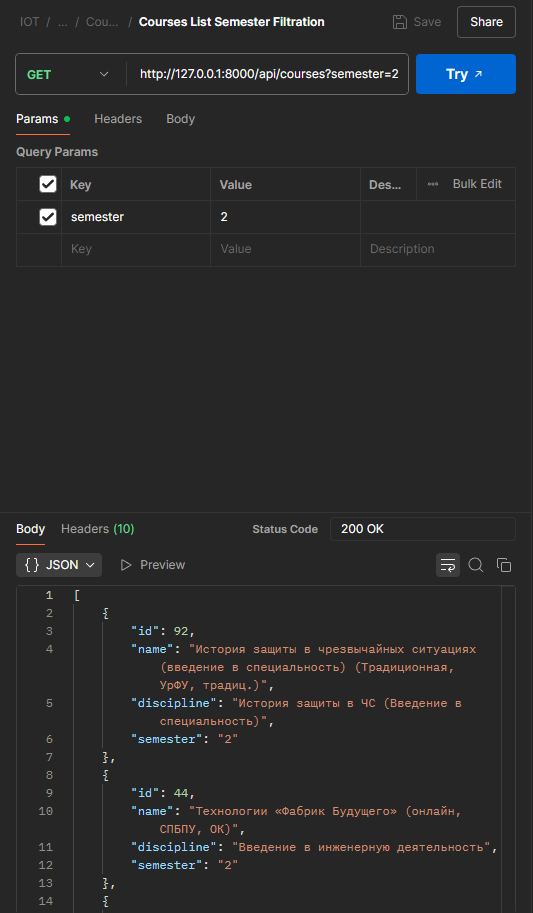 IOT / ... / Cou... / Courses List Semester Filtration Save Share
GET http://127.0.0.1:8000/api/courses?semester=2 Try ↗
Params Headers Body
Query Params
Key Value Des... ••• Bulk Edit
semester 2
Key Value Description
Body Headers (10) Status Code 200 OK
{} JSON Preview
1 [
2 {
3 "id": 92,
4 "name": "История защиты в чрезвычайных ситуациях
(введение в специальность) (Традиционная,
УрФУ, традиц.)",
5 "discipline": "История защиты в ЧС (Введение в
специальность)",
6 "semester": "2"
7 },
8 {
9 "id": 44,
10 "name": "Технологии «Фабрик Будущего» (онлайн,
СПБПУ, ОК)",
11 "discipline": "Введение в инженерную деятельность",
12 "semester": "2"
13 },
14 {